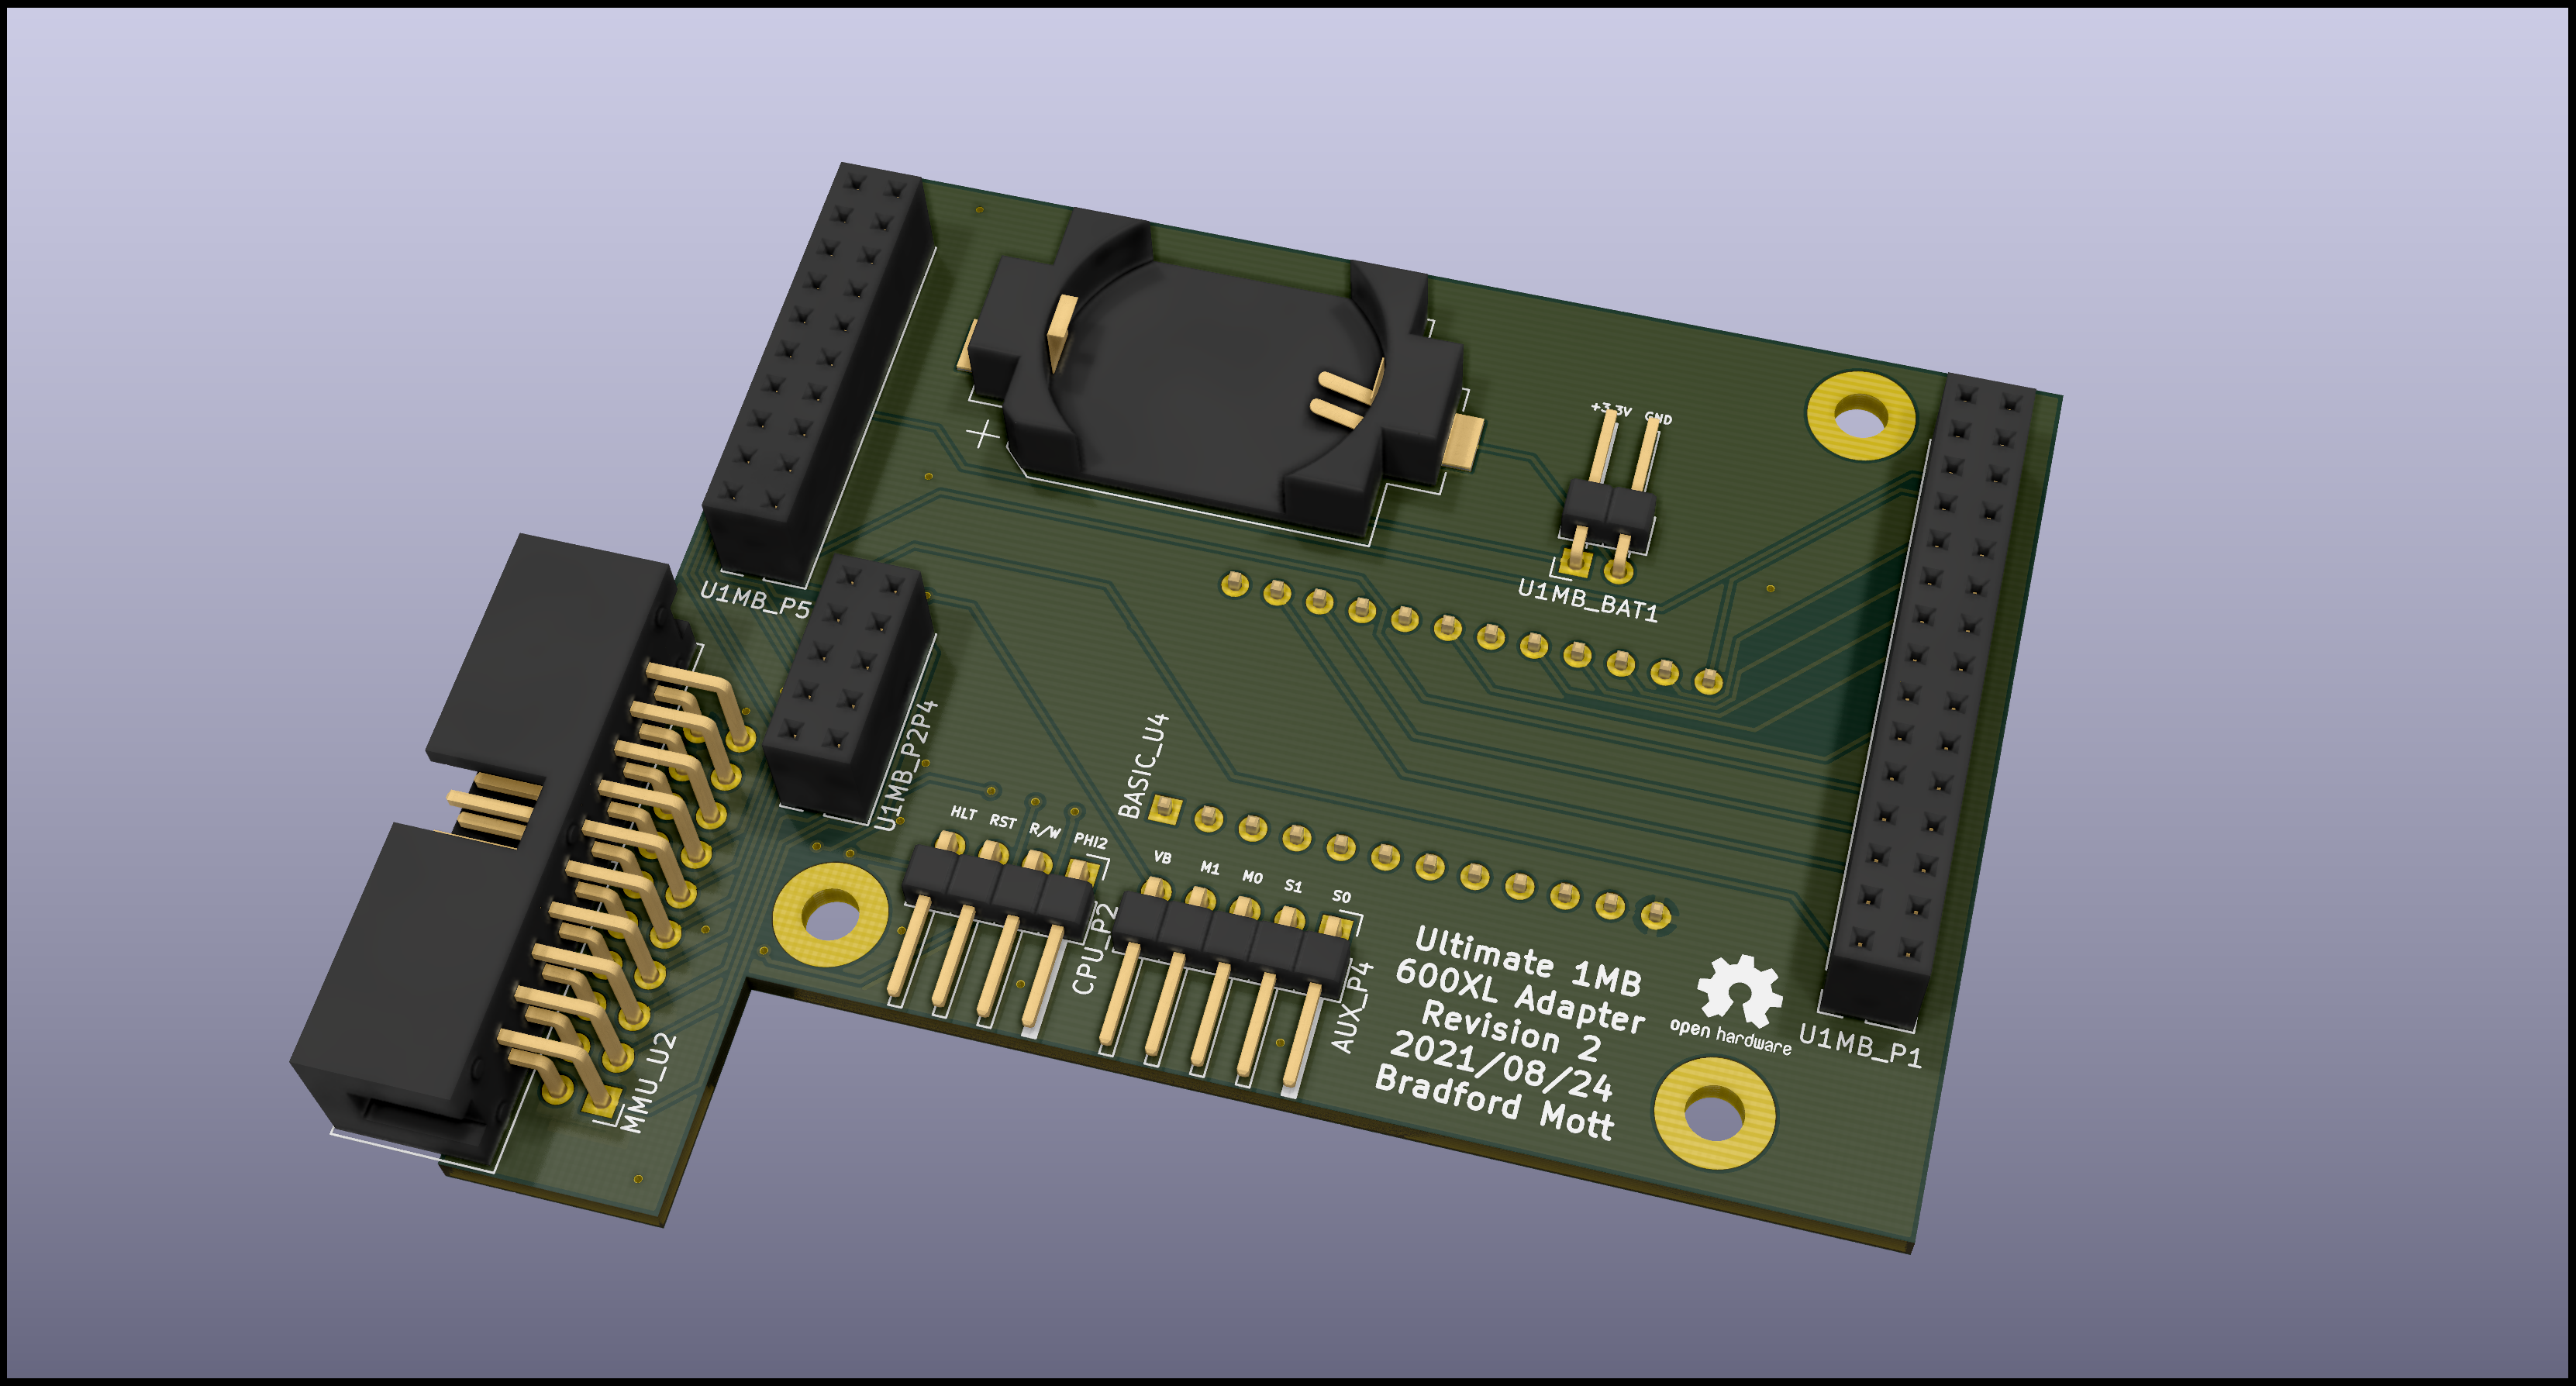 +3.3V GND
U1MB_BAT1
U1MB_P5
U1MB_P2P4
BASIC_U4
HLT RST R/W PHI2
VB M1 M0 S1 S0
CPU_P2
AUX_P4
MMU_U2
Ultimate 1MB
600XL Adapter
Revision 2
2021/08/24
Bradford Mott
open hardware
U1MB_P1